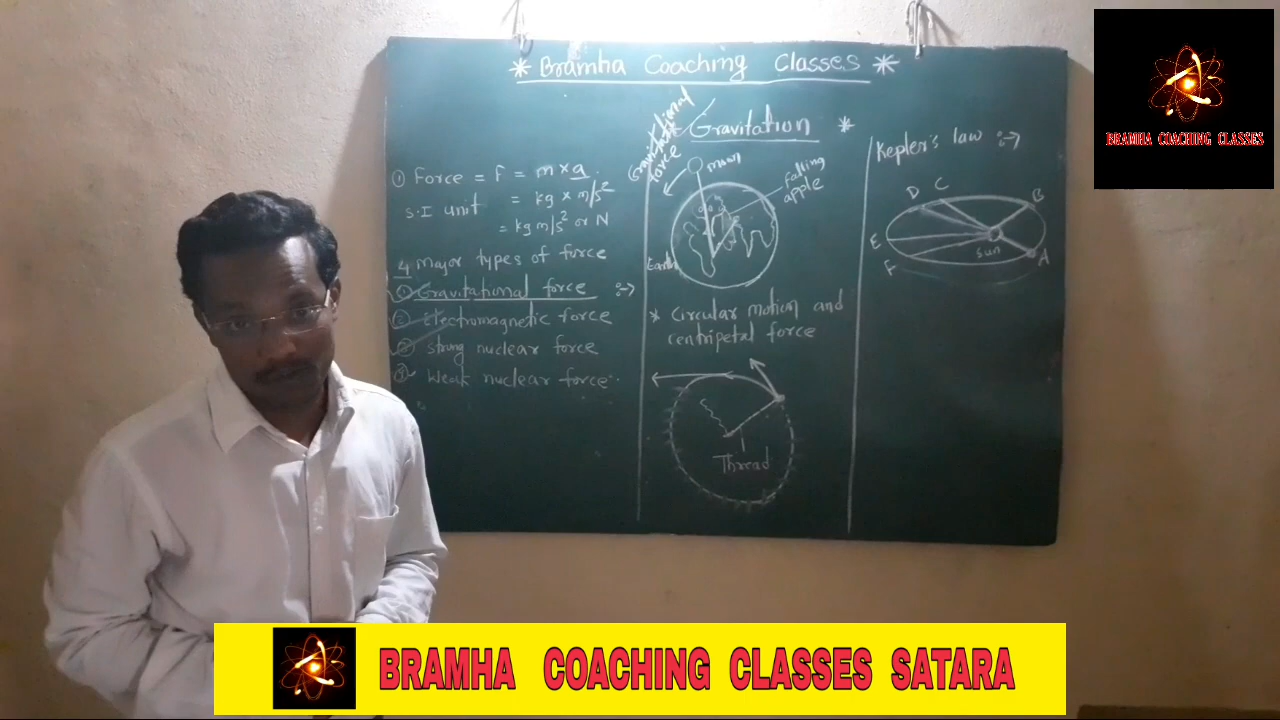 * Bramha Coaching Classes *
Gravitation *
① Force = F = m × a
S.I unit = kg × m/s²
= kg m/s² or N
4 major types of force
① Gravitational force :→
② Electromagnetic force
③ strong nuclear force
④ Weak nuclear force
Gravitational
force
moon
falling
apple
Earth
* Circular motion and
centripetal force
Thread
Kepler's law :→
D C B
E sun A
F
BRAMHA COACHING CLASSES
BRAMHA COACHING CLASSES SATARA